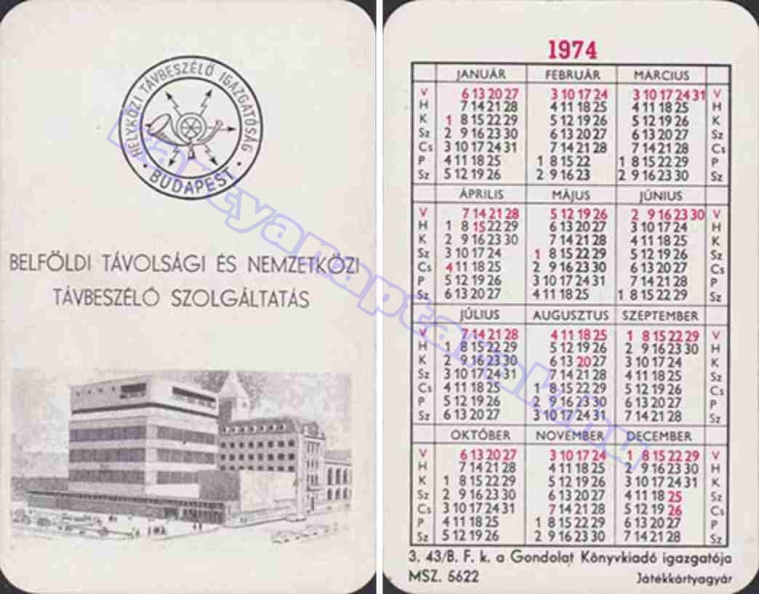 HELYKÖZI TÁVBESZÉLŐ IGAZGATÓSÁG
• BUDAPEST •
BELFÖLDI TÁVOLSÁGI ÉS NEMZETKÖZI
TÁVBESZÉLŐ SZOLGÁLTATÁS
1974
JANUÁR FEBRUÁR MÁRCIUS
V 6 13 20 27 3 10 17 24 3 10 17 24 31 V
H 7 14 21 28 4 11 18 25 4 11 18 25 H
K 1 8 15 22 29 5 12 19 26 5 12 19 26 K
Sz 2 9 16 23 30 6 13 20 27 6 13 20 27 Sz
Cs 3 10 17 24 31 7 14 21 28 7 14 21 28 Cs
P 4 11 18 25 1 8 15 22 1 8 15 22 29 P
Sz 5 12 19 26 2 9 16 23 2 9 16 23 30 Sz
ÁPRILIS MÁJUS JÚNIUS
V 7 14 21 28 5 12 19 26 2 9 16 23 30 V
H 1 8 15 22 29 6 13 20 27 3 10 17 24 H
K 2 9 16 23 30 7 14 21 28 4 11 18 25 K
Sz 3 10 17 24 1 8 15 22 29 5 12 19 26 Sz
Cs 4 11 18 25 2 9 16 23 30 6 13 20 27 Cs
P 5 12 19 26 3 10 17 24 31 7 14 21 28 P
Sz 6 13 20 27 4 11 18 25 1 8 15 22 29 Sz
JÚLIUS AUGUSZTUS SZEPTEMBER
V 7 14 21 28 4 11 18 25 1 8 15 22 29 V
H 1 8 15 22 29 5 12 19 26 2 9 16 23 30 H
K 2 9 16 23 30 6 13 20 27 3 10 17 24 K
Sz 3 10 17 24 31 7 14 21 28 4 11 18 25 Sz
Cs 4 11 18 25 1 8 15 22 29 5 12 19 26 Cs
P 5 12 19 26 2 9 16 23 30 6 13 20 27 P
Sz 6 13 20 27 3 10 17 24 31 7 14 21 28 Sz
OKTÓBER NOVEMBER DECEMBER
V 6 13 20 27 3 10 17 24 1 8 15 22 29 V
H 7 14 21 28 4 11 18 25 2 9 16 23 30 H
K 1 8 15 22 29 5 12 19 26 3 10 17 24 31 K
Sz 2 9 16 23 30 6 13 20 27 4 11 18 25 Sz
Cs 3 10 17 24 31 7 14 21 28 5 12 19 26 Cs
P 4 11 18 25 1 8 15 22 29 6 13 20 27 P
Sz 5 12 19 26 2 9 16 23 30 7 14 21 28 Sz
3. 43/B. F. k. a Gondolat Könyvkiadó igazgatója
MSZ. 5622 Játékkártyagyár
kartyanaptarak.hu